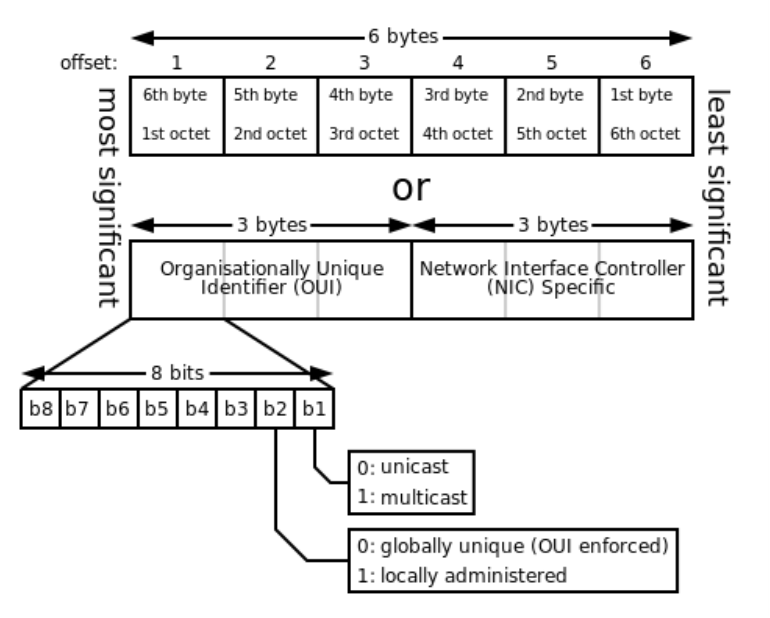 6 bytes
offset: 1 2 3 4 5 6
6th byte 5th byte 4th byte 3rd byte 2nd byte 1st byte
1st octet 2nd octet 3rd octet 4th octet 5th octet 6th octet
most significant
least significant
or
3 bytes 3 bytes
Organisationally Unique
Identifier (OUI)
Network Interface Controller
(NIC) Specific
8 bits
b8 b7 b6 b5 b4 b3 b2 b1
0: unicast
1: multicast
0: globally unique (OUI enforced)
1: locally administered